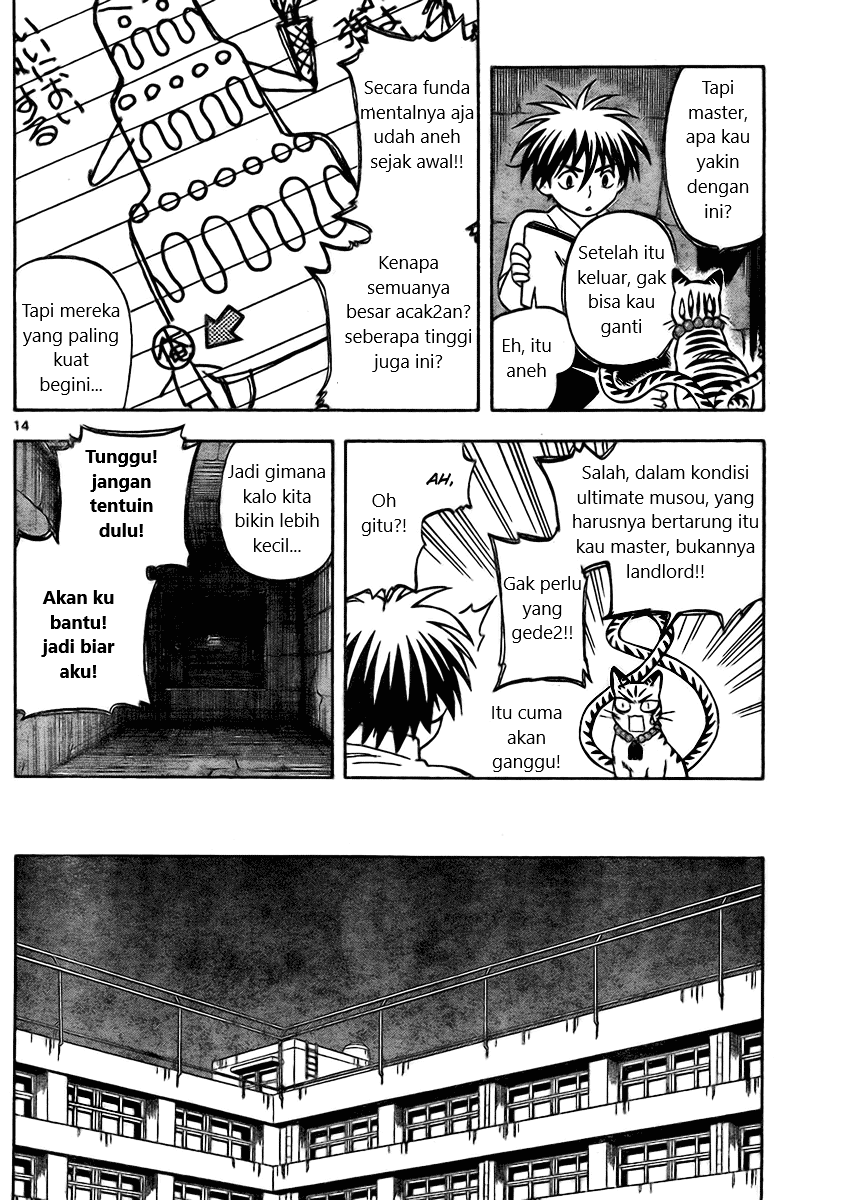 Tapi
master,
apa kau
yakin
dengan
ini?
Setelah itu
keluar, gak
bisa kau
ganti
Eh, itu
aneh
Secara funda
mentalnya aja
udah aneh
sejak awal!!
Kenapa
semuanya
besar acak2an?
seberapa tinggi
juga ini?
Tapi mereka
yang paling
kuat
begini...
俺
14
Salah, dalam kondisi
ultimate musou, yang
harusnya bertarung itu
kau master, bukannya
landlord!!
Gak perlu
yang
gede2!!
Itu cuma
akan
ganggu!
AH,
Oh
gitu?!
Jadi gimana
kalo kita
bikin lebih
kecil...
Tunggu!
jangan
tentuin
dulu!
Akan ku
bantu!
jadi biar
aku!